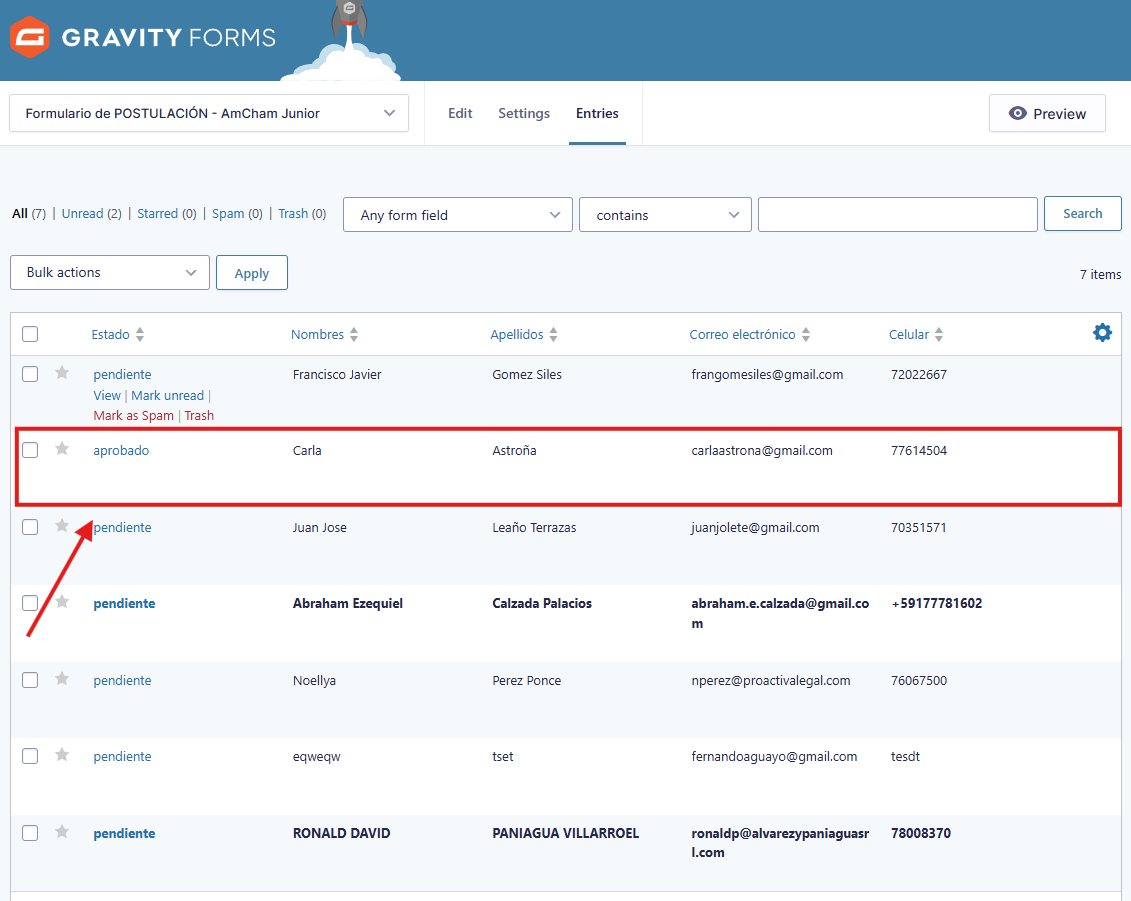 GRAVITY FORMS
Formulario de POSTULACIÓN - AmCham Junior
Edit Settings Entries
Preview
All (7) | Unread (2) | Starred (0) | Spam (0) | Trash (0)
Any form field
contains
Search
Bulk actions
Apply
7 items
Estado Nombres Apellidos Correo electrónico Celular
pendiente Francisco Javier Gomez Siles frangomesiles@gmail.com 72022667
View | Mark unread |
Mark as Spam | Trash
aprobado Carla Astroña carlaastrona@gmail.com 77614504
pendiente Juan Jose Leaño Terrazas juanjolete@gmail.com 70351571
pendiente Abraham Ezequiel Calzada Palacios abraham.e.calzada@gmail.co +59177781602
m
pendiente Noellya Perez Ponce nperez@proactivalegal.com 76067500
pendiente eqweqw tset fernandoaguayo@gmail.com tesdt
pendiente RONALD DAVID PANIAGUA VILLARROEL ronaldp@alvarezypaniaguasr 78008370
l.com